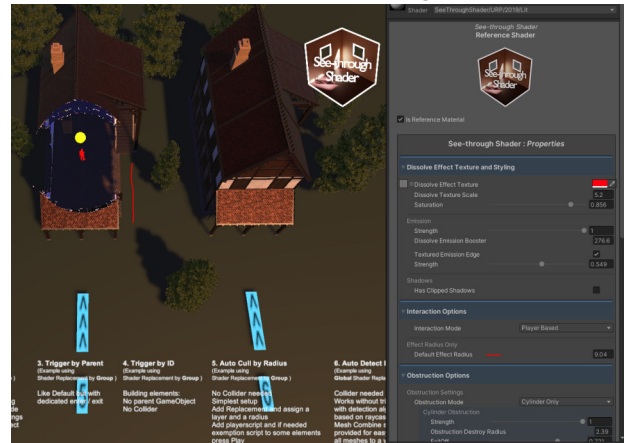 See-through
Shader
3. Trigger by Parent
(Example using
Shader Replacement by Group )
Like Default but with
dedicated enter / exit
4. Trigger by ID
Building elements:
No parent GameObject
No Collider
5. Auto Cull by Radius
(Example using
Shader Replacement by Group )
No Collider needed
Simplest setup
Add Replacement and assign a
layer and a radius
Add playerscript and if needed
exemption script to some elements
press Play
6. Auto Detect
(Example using
Global Shader
Collider needed
Works without
with detection
based on
Mesh Combine
provided for
all meshes to a
Shader SeeThroughShader/URP/2019/Lit
See-through Shader
Reference Shader
See-through
Shader
Is Reference Material
See-through Shader : Properties
Dissolve Effect Texture and Styling
Dissolve Effect Texture
Dissolve Texture Scale 5.2
Saturation 0.856
Emission
Strength 1
Dissolve Emission Booster 276.6
Textured Emission Edge
Strength 0.549
Shadows
Has Clipped Shadows
Interaction Options
Interaction Mode Player Based
Effect Radius Only
Default Effect Radius 9.04
Obstruction Options
Obstruction Settings
Obstruction Mode Cylinder Only
Cylinder Obstruction
Strength 1
Obstruction Destroy Radius 2.39